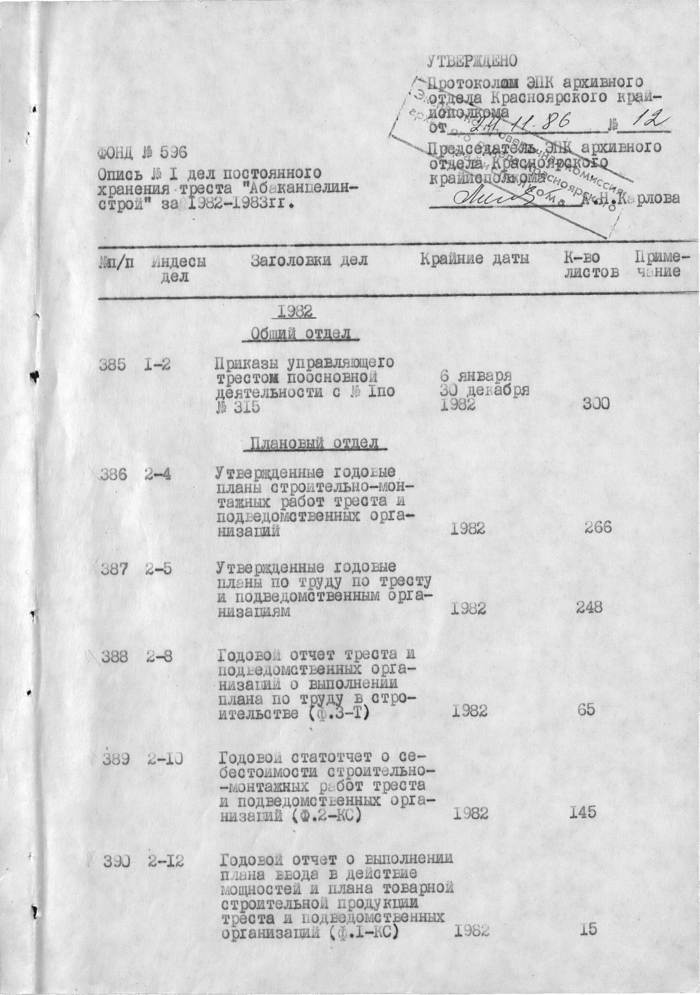 УТВЕРЖДЕНО
Протоколом ЭПК архивного
отдела Красноярского край-
исполкома
от 24.11.86 № 12
Председатель ЭПК архивного
отдела Красноярского
крайисполкома
А.Н.Карлова
ФОНД № 596
Опись № I дел постоянного
хранения треста "Абаканцелин-
строй" за 1982-1983гг.
№п/п Индексы дел Заголовки дел Крайние даты К-во листов Приме-чание
1982
Общий отдел
385 I-2 Приказы управляющего
трестом поосновной 6 января
деятельности с № Iпо 30 декабря
№ 315 1982 300
Плановый отдел
386 2-4 Утвержденные годовые
планы строительно-мон-
тажных работ треста и
подведомственных орга-
низаций 1982 266
387 2-5 Утвержденные годовые
планы по труду по тресту
и подведомственным орга-
низациям 1982 248
388 2-8 Годовой отчет треста и
подведомственных орга-
низаций о выполнении
плана по труду в стро-
ительстве (ф.3-Т) 1982 65
389 2-I0 Годовой статотчет о се-
бестоимости строительно-
-монтажных работ треста
и подведомственных орга-
низаций (Ф.2-КС) 1982 I45
390 2-I2 Годовой отчет о выполнении
плана ввода в действие
мощностей и плана товарной
строительной продукции
треста и подведомственных
организаций (ф.I-КС) 1982 I5